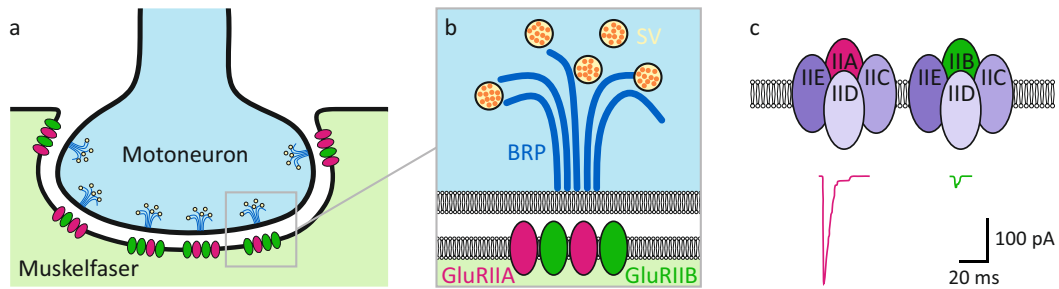 a
Motoneuron
Muskelfaser
b
SV
BRP
GluRIIA
GluRIIB
c
IIA
IIE
IIC
IID
IIB
IIE
IIC
IID
100 pA
20 ms